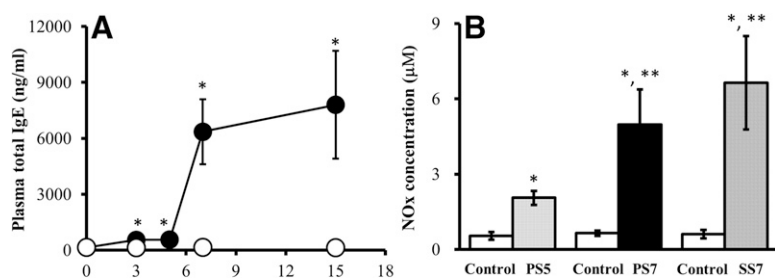 A
Plasma total IgE (ng/ml)
12000
9000
6000
3000
0
* * * *
0 3 6 9 12 15 18
B
NOx concentration (μM)
9
6
3
0
*
*, **
*, **
Control PS5 Control PS7 Control SS7